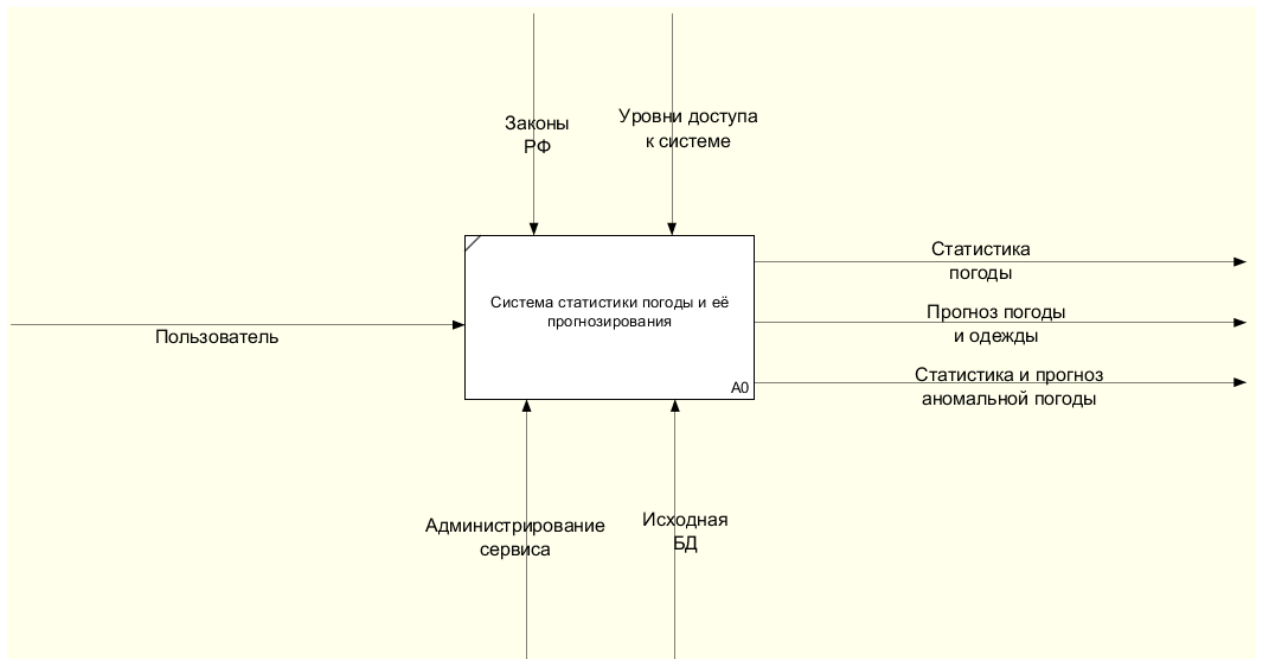 Законы
РФ
Уровни доступа
к системе
Статистика
погоды
Система статистики погоды и её
прогнозирования
Прогноз погоды
и одежды
Пользователь
Статистика и прогноз
аномальной погоды
A0
Администрирование
сервиса
Исходная
БД